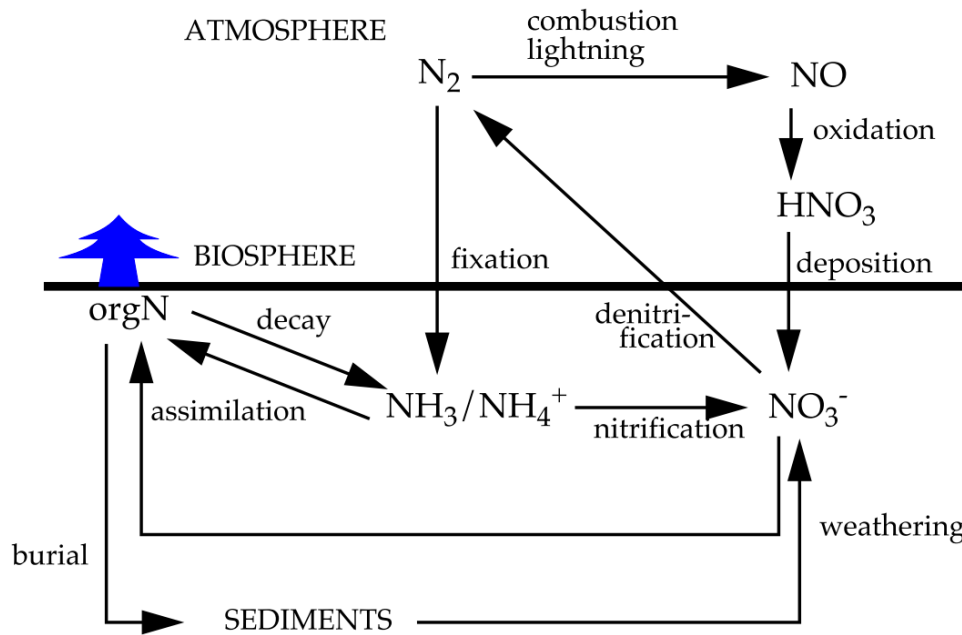 ATMOSPHERE
combustion
lightning
N₂
NO
oxidation
HNO₃
BIOSPHERE
fixation
deposition
orgN
decay
denitri-
fication
assimilation
NH₃/NH₄⁺
nitrification
NO₃⁻
burial
weathering
SEDIMENTS